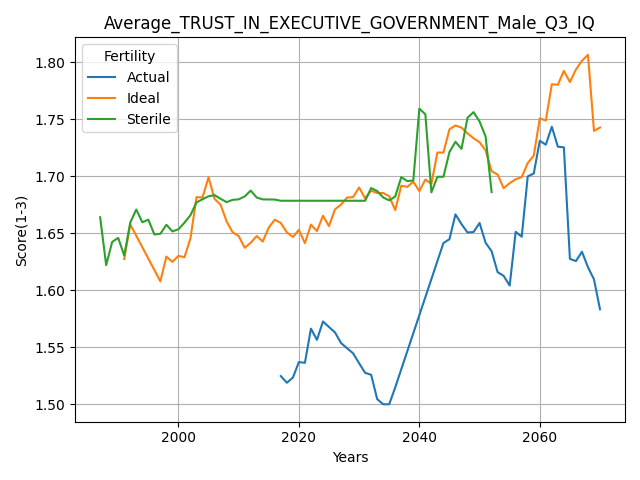 Average_TRUST_IN_EXECUTIVE_GOVERNMENT_Male_Q3_IQ
Fertility
Actual
Ideal
Sterile
1.80
1.75
1.70
1.65
1.60
1.55
1.50
Score(1-3)
2000
2020
2040
2060
Years